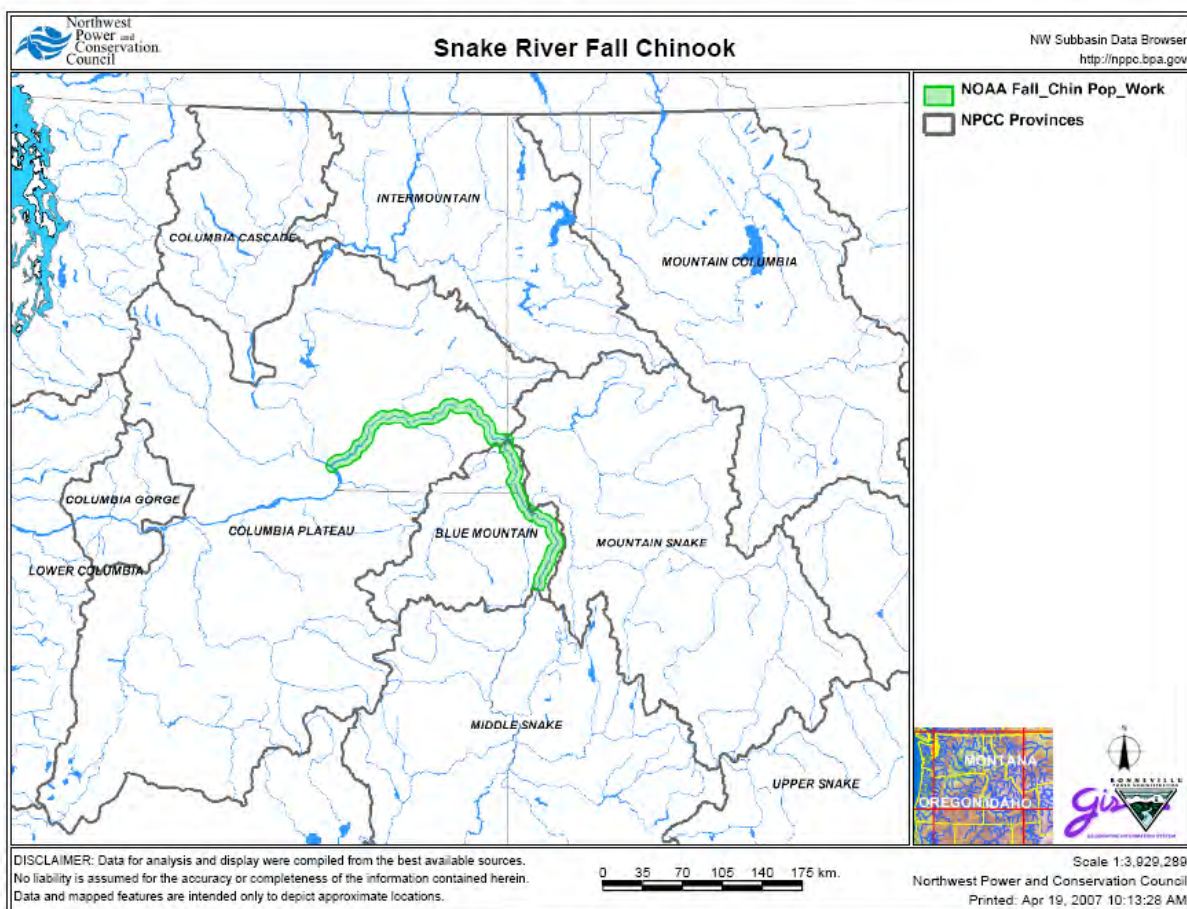 Northwest
Power and
Conservation
Council
Snake River Fall Chinook
NW Subbasin Data Browser
http://nppc.bpa.gov
NOAA Fall_Chin Pop_Work
NPCC Provinces
INTERMOUNTAIN
COLUMBIA CASCADE
MOUNTAIN COLUMBIA
COLUMBIA GORGE
COLUMBIA PLATEAU
BLUE MOUNTAIN
MOUNTAIN SNAKE
LOWER COLUMBIA
MIDDLE SNAKE
UPPER SNAKE
MONTANA
OREGON
IDAHO
N
BONNEVILLE
GEOGRAPHIC INFORMATION SYSTEM
DISCLAIMER: Data for analysis and display were compiled from the best available sources.
No liability is assumed for the accuracy or completeness of the information contained herein.
Data and mapped features are intended only to depict approximate locations.
0 35 70 105 140 175 km.
Scale 1:3,929,289
Northwest Power and Conservation Council
Printed: Apr 19, 2007 10:13:28 AM